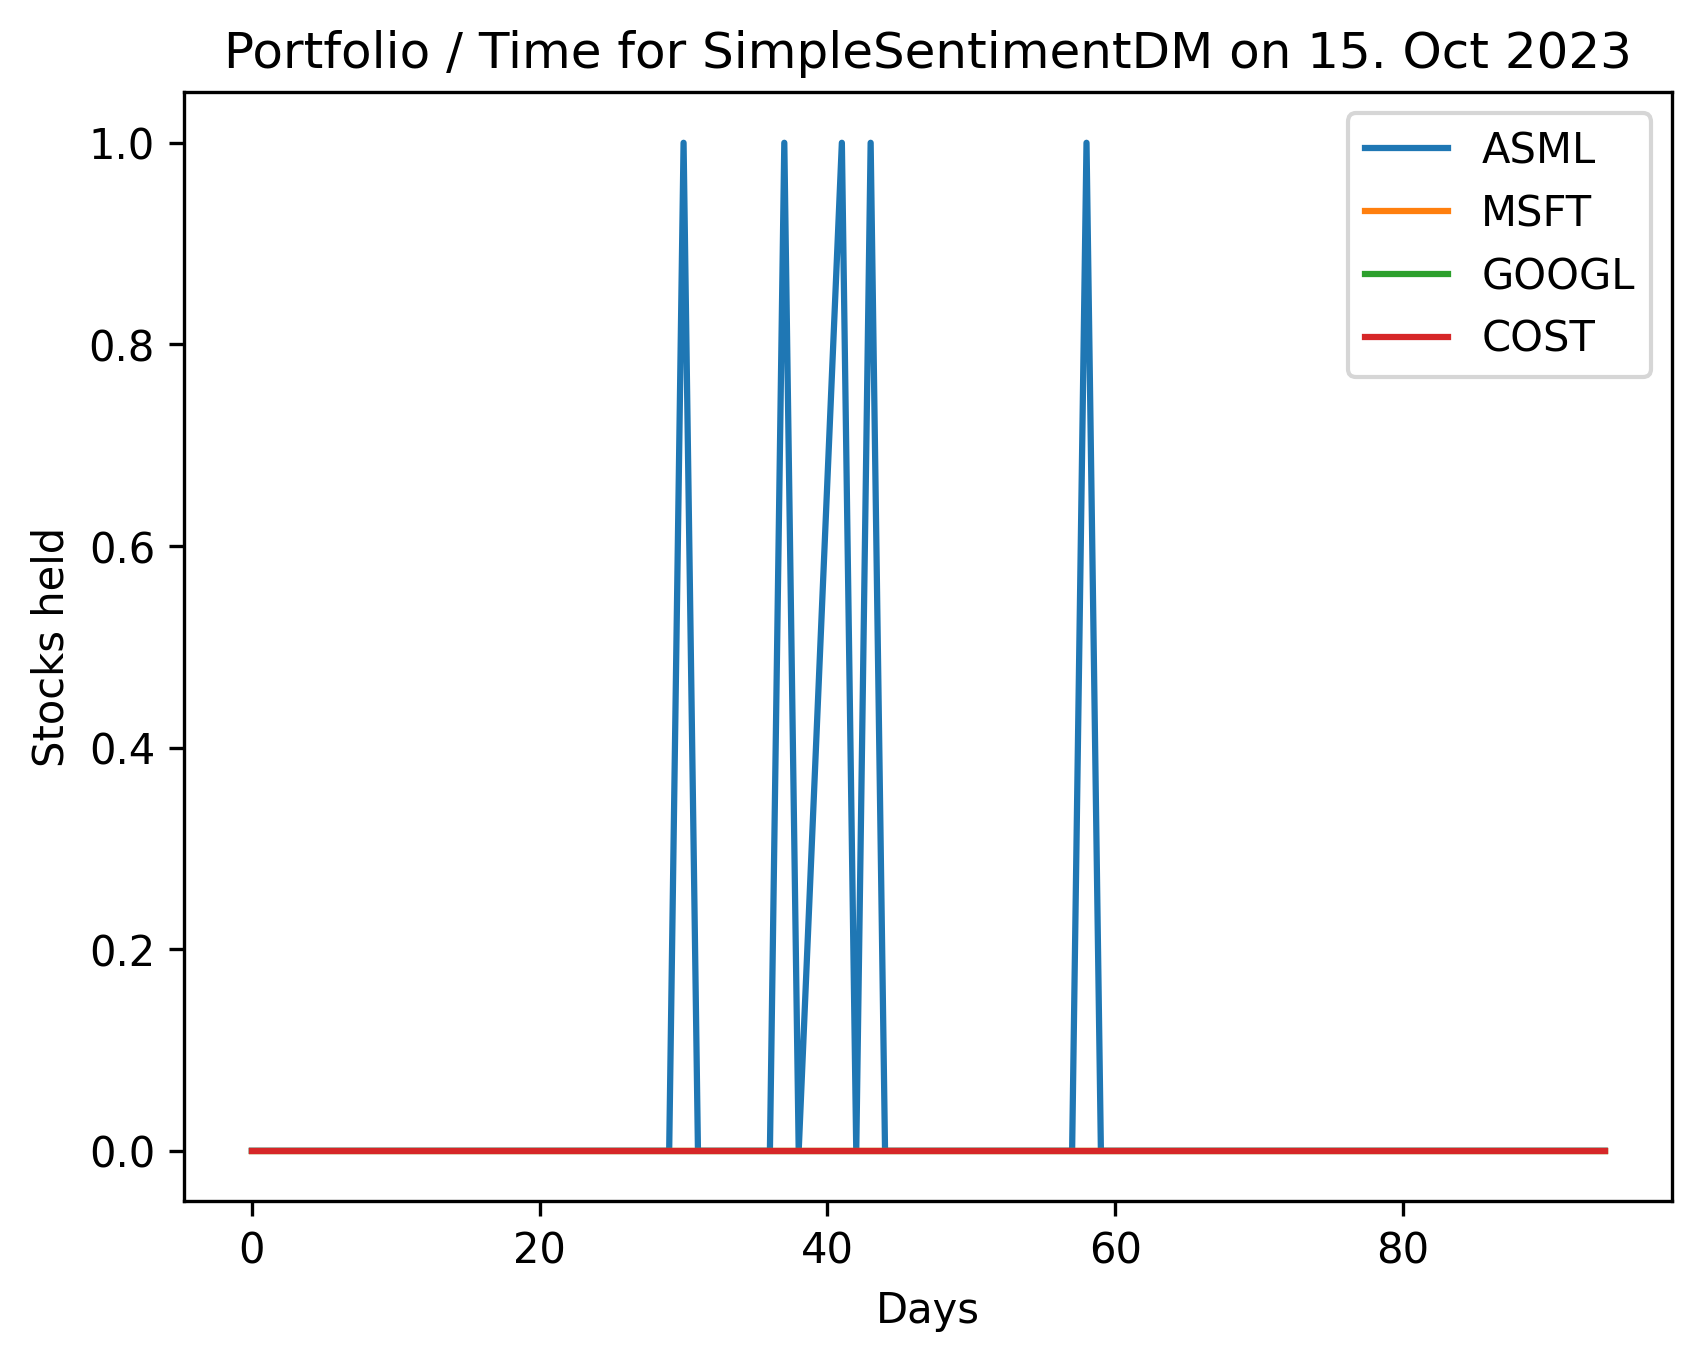 Portfolio / Time for SimpleSentimentDM on 15. Oct 2023
ASML
MSFT
GOOGL
COST
1.0
0.8
0.6
0.4
0.2
0.0
Stocks held
0 20 40 60 80
Days